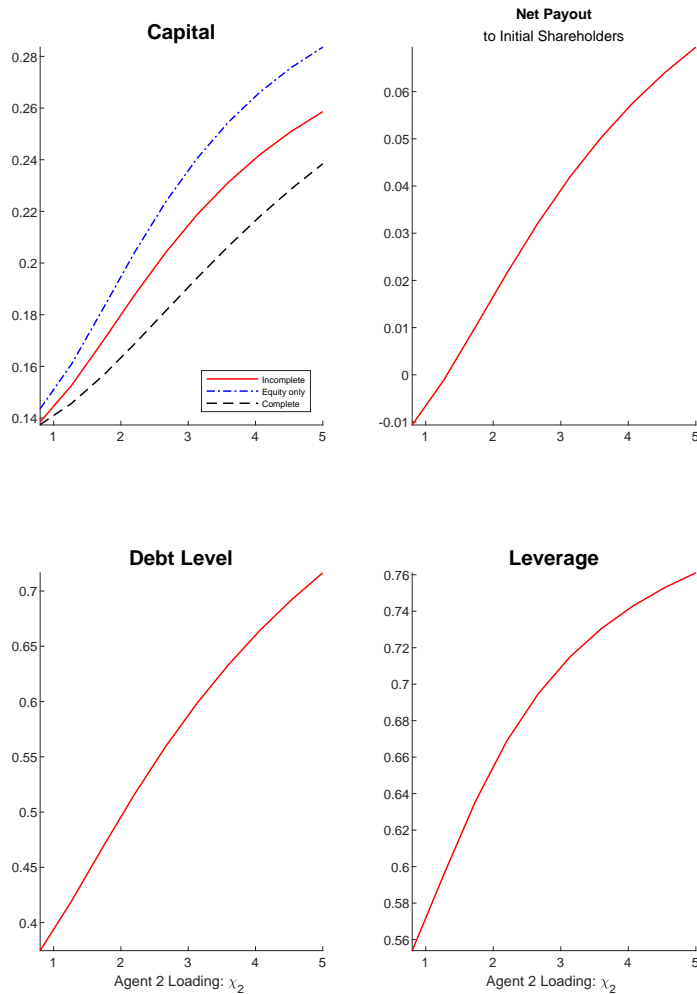 Capital
0.28
0.26
0.24
0.22
0.2
0.18
0.16
0.14
1 2 3 4 5
Incomplete
Equity only
Complete
Net Payout
to Initial Shareholders
0.06
0.05
0.04
0.03
0.02
0.01
0
-0.01
1 2 3 4 5
Debt Level
0.7
0.65
0.6
0.55
0.5
0.45
0.4
1 2 3 4 5
Agent 2 Loading: χ2
Leverage
0.76
0.74
0.72
0.7
0.68
0.66
0.64
0.62
0.6
0.58
0.56
1 2 3 4 5
Agent 2 Loading: χ2